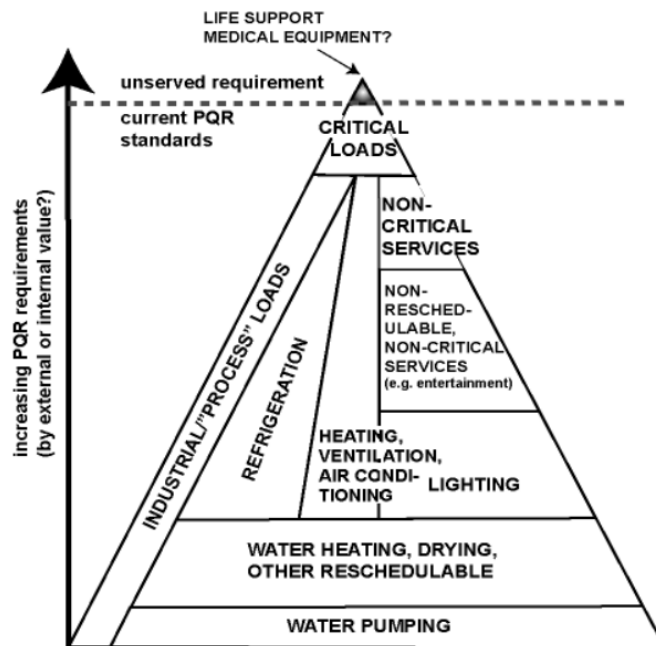 LIFE SUPPORT
MEDICAL EQUIPMENT?
unserved requirement
current PQR
standards
CRITICAL
LOADS
increasing PQR requirements
(by external or internal value?)
INDUSTRIAL/"PROCESS" LOADS
REFRIGERATION
HEATING,
VENTILATION,
AIR CONDI-
TIONING
NON-
CRITICAL
SERVICES
NON-
RESCHED-
ULABLE,
NON-CRITICAL
SERVICES
(e.g. entertainment)
LIGHTING
WATER HEATING, DRYING,
OTHER RESCHEDULABLE
WATER PUMPING